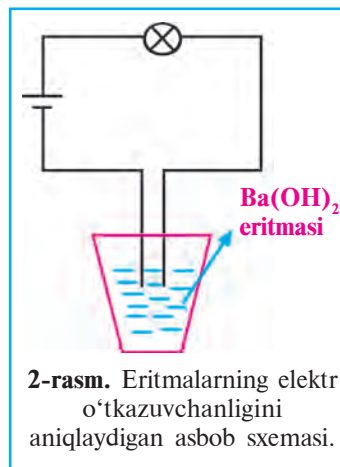 Ba(OH)₂
eritmasi
2-rasm. Eritmalarning elektr
o‘tkazuvchanligini
aniqlaydigan asbob sxemasi.